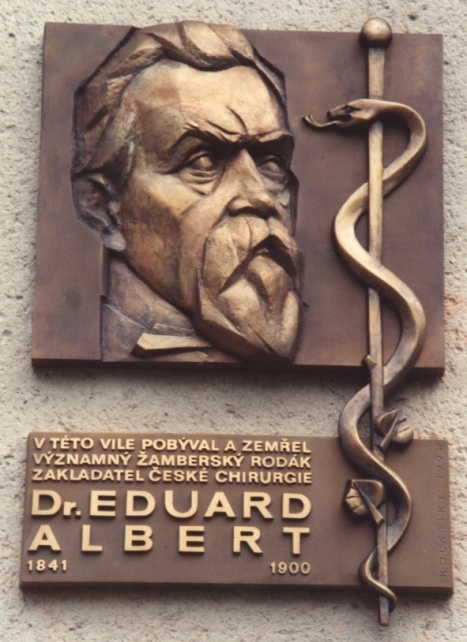 V TÉTO VILE POBÝVAL A ZEMŘEL
VÝZNAMNÝ ŽAMBERSKÝ RODÁK
ZAKLADATEL ČESKÉ CHIRURGIE
Dr. EDUARD
ALBERT
1841 1900